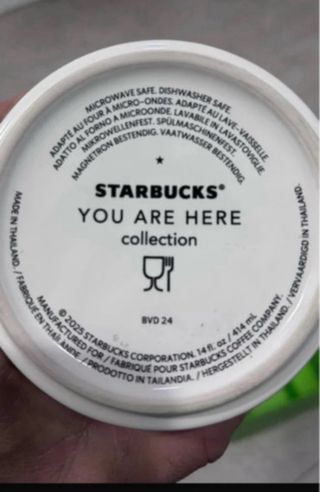 MICROWAVE SAFE. DISHWASHER SAFE.
ADAPTÉ AU FOUR À MICRO-ONDES. ADAPTÉ AU LAVE-VAISSELLE.
ADATTO AL FORNO A MICROONDE. LAVABILE IN LAVASTOVIGLIE.
MIKROWELLENFEST. SPÜLMASCHINENFEST.
MAGNETRON BESTENDIG. VAATWASSER BESTENDIG.
STARBUCKS®
YOU ARE HERE
collection
BVD 24
© 2025 STARBUCKS CORPORATION. 14 fl. oz / 414 mL
MANUFACTURED FOR / FABRIQUÉ POUR STARBUCKS COFFEE COMPANY.
MADE IN THAILAND. / FABRIQUÉ EN THAÏLANDE. / PRODOTTO IN TAILANDIA. / HERGESTELLT IN THAILAND. / VERVAARDIGD IN THAILAND.